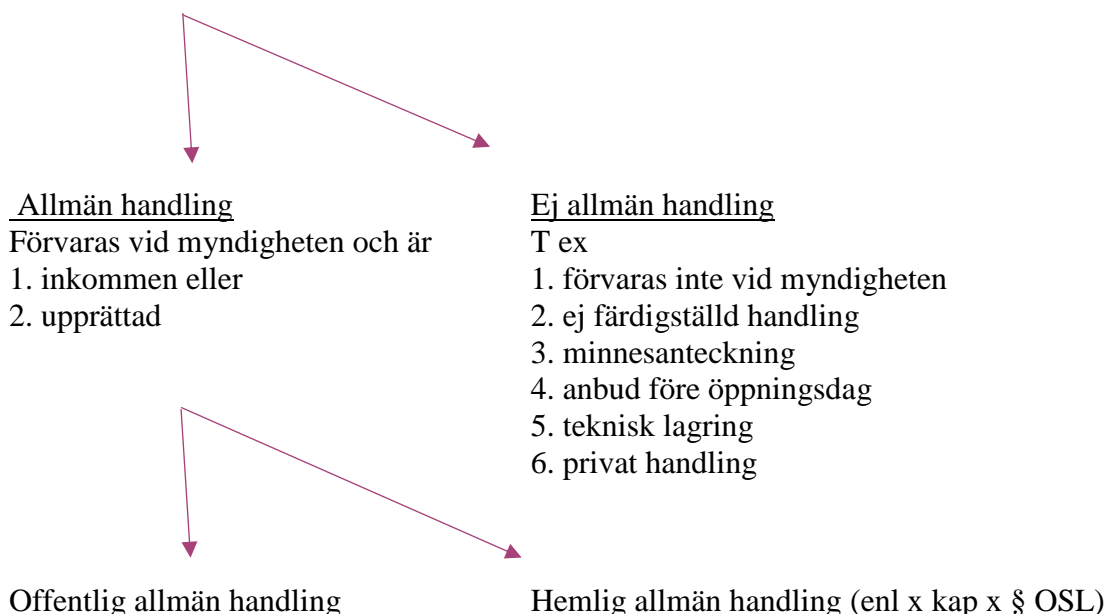 Allmän handling
Förvaras vid myndigheten och är
1. inkommen eller
2. upprättad
Ej allmän handling
T ex
1. förvaras inte vid myndigheten
2. ej färdigställd handling
3. minnesanteckning
4. anbud före öppningsdag
5. teknisk lagring
6. privat handling
Offentlig allmän handling
Hemlig allmän handling (enl x kap x § OSL)